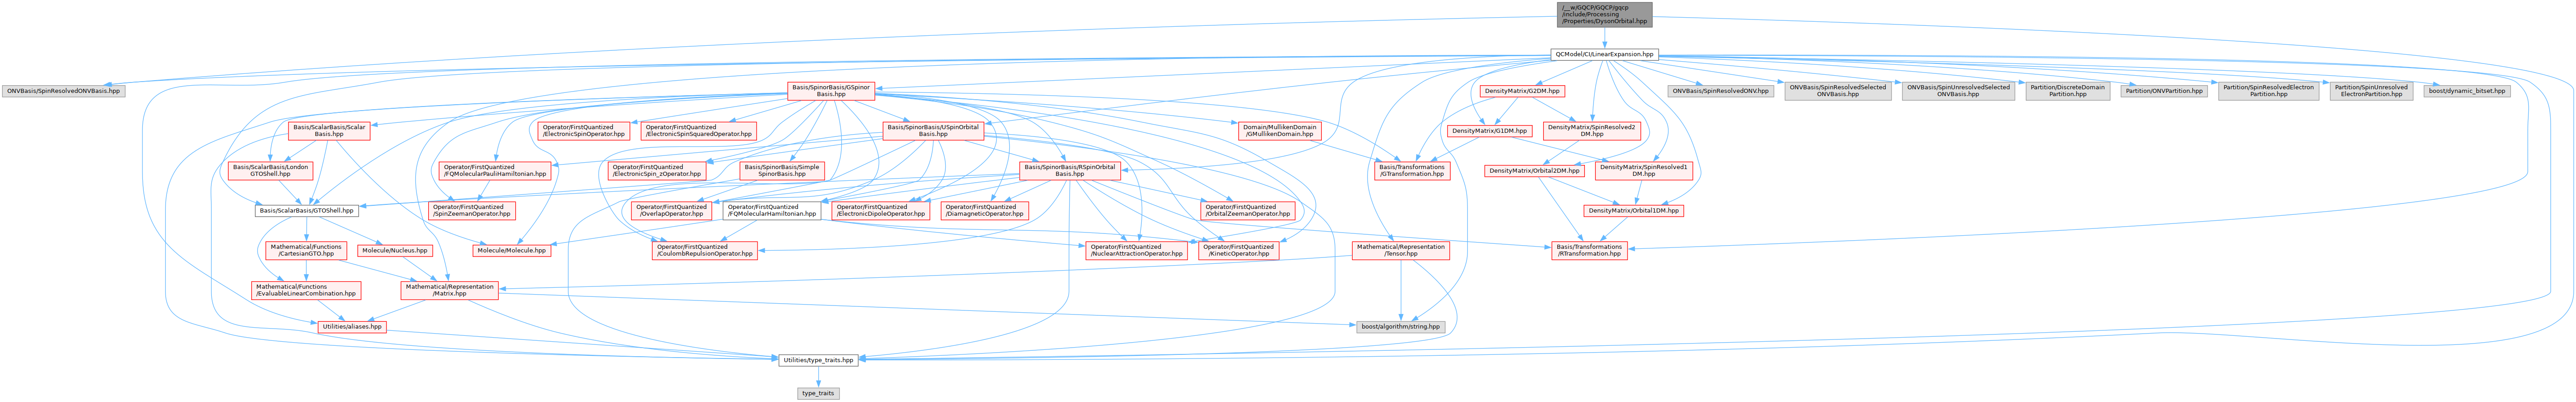 /__w/GQCP/GQCP/gqcp
/include/Processing
/Properties/DysonOrbital.hpp
QCModel/CI/LinearExpansion.hpp
ONVBasis/SpinResolvedONVBasis.hpp
Basis/SpinorBasis/GSpinor
Basis.hpp
DensityMatrix/G2DM.hpp
ONVBasis/SpinResolvedONV.hpp
ONVBasis/SpinResolvedSelected
ONVBasis.hpp
ONVBasis/SpinUnresolvedSelected
ONVBasis.hpp
Partition/DiscreteDomain
Partition.hpp
Partition/ONVPartition.hpp
Partition/SpinResolvedElectron
Partition.hpp
Partition/SpinUnresolved
ElectronPartition.hpp
boost/dynamic_bitset.hpp
Basis/ScalarBasis/Scalar
Basis.hpp
Operator/FirstQuantized
/ElectronicSpinOperator.hpp
Operator/FirstQuantized
/ElectronicSpinSquaredOperator.hpp
Basis/SpinorBasis/USpinOrbital
Basis.hpp
Domain/MullikenDomain
/GMullikenDomain.hpp
DensityMatrix/G1DM.hpp
DensityMatrix/SpinResolved2
DM.hpp
Basis/ScalarBasis/London
GTOShell.hpp
Operator/FirstQuantized
/FQMolecularPauliHamiltonian.hpp
Operator/FirstQuantized
/ElectronicSpin_zOperator.hpp
Basis/SpinorBasis/Simple
SpinorBasis.hpp
Basis/SpinorBasis/RSpinOrbital
Basis.hpp
Basis/Transformations
/GTransformation.hpp
DensityMatrix/Orbital2DM.hpp
DensityMatrix/SpinResolved1
DM.hpp
Basis/ScalarBasis/GTOShell.hpp
Operator/FirstQuantized
/SpinZeemanOperator.hpp
Operator/FirstQuantized
/OverlapOperator.hpp
Operator/FirstQuantized
/FQMolecularHamiltonian.hpp
Operator/FirstQuantized
/ElectronicDipoleOperator.hpp
Operator/FirstQuantized
/DiamagneticOperator.hpp
Operator/FirstQuantized
/OrbitalZeemanOperator.hpp
DensityMatrix/Orbital1DM.hpp
Mathematical/Functions
/CartesianGTO.hpp
Molecule/Nucleus.hpp
Molecule/Molecule.hpp
Operator/FirstQuantized
/CoulombRepulsionOperator.hpp
Operator/FirstQuantized
/NuclearAttractionOperator.hpp
Operator/FirstQuantized
/KineticOperator.hpp
Mathematical/Representation
/Tensor.hpp
Basis/Transformations
/RTransformation.hpp
Mathematical/Functions
/EvaluableLinearCombination.hpp
Mathematical/Representation
/Matrix.hpp
Utilities/aliases.hpp
boost/algorithm/string.hpp
Utilities/type_traits.hpp
type_traits